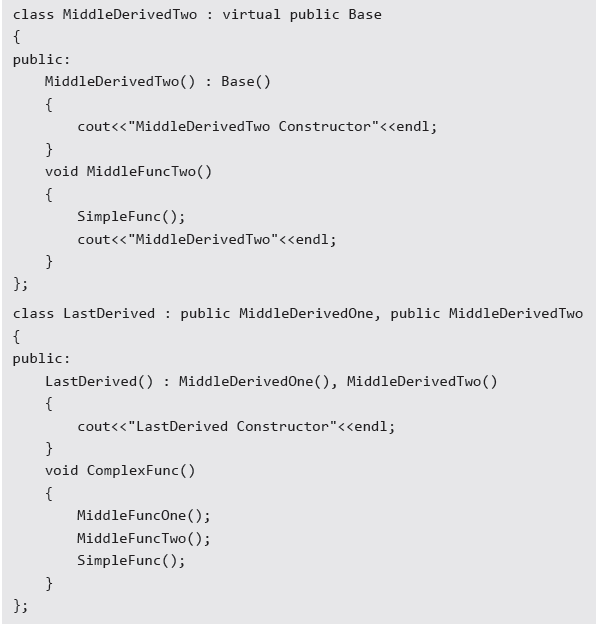 class MiddleDerivedTwo : virtual public Base
{
public:
    MiddleDerivedTwo() : Base()
    {
        cout<<"MiddleDerivedTwo Constructor"<<endl;
    }
    void MiddleFuncTwo()
    {
        SimpleFunc();
        cout<<"MiddleDerivedTwo"<<endl;
    }
};
class LastDerived : public MiddleDerivedOne, public MiddleDerivedTwo
{
public:
    LastDerived() : MiddleDerivedOne(), MiddleDerivedTwo()
    {
        cout<<"LastDerived Constructor"<<endl;
    }
    void ComplexFunc()
    {
        MiddleFuncOne();
        MiddleFuncTwo();
        SimpleFunc();
    }
};